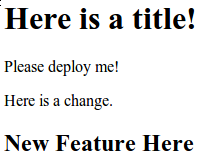 Here is a title!
Please deploy me!
Here is a change.
New Feature Here